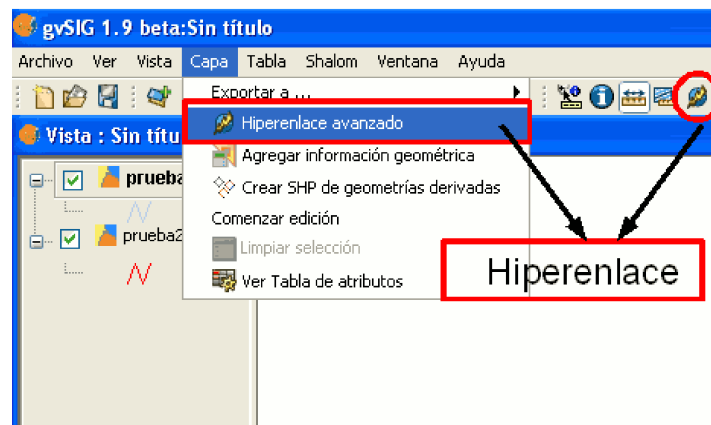 gvSIG 1.9 beta:Sin título
Archivo Ver Vista Capa Tabla Shalom Ventana Ayuda
Exportar a ...
Vista : Sin títu
Hiperenlace avanzado
prueba
Agregar información geométrica
Crear SHP de geometrías derivadas
Comenzar edición
prueba2
Limpiar selección
Hiperenlace
Ver Tabla de atributos